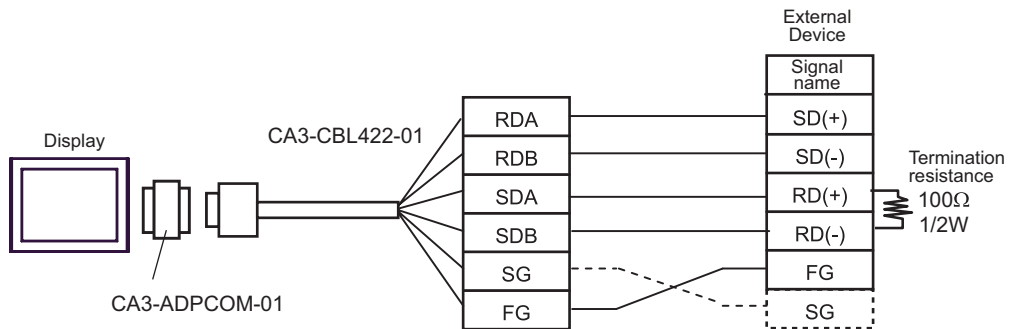 External
Device
Signal
name
RDA
SD(+)
CA3-CBL422-01
Display
RDB
SD(-)
Termination
resistance
SDA
RD(+)
100Ω
1/2W
SDB
RD(-)
SG
FG
CA3-ADPCOM-01
FG
SG